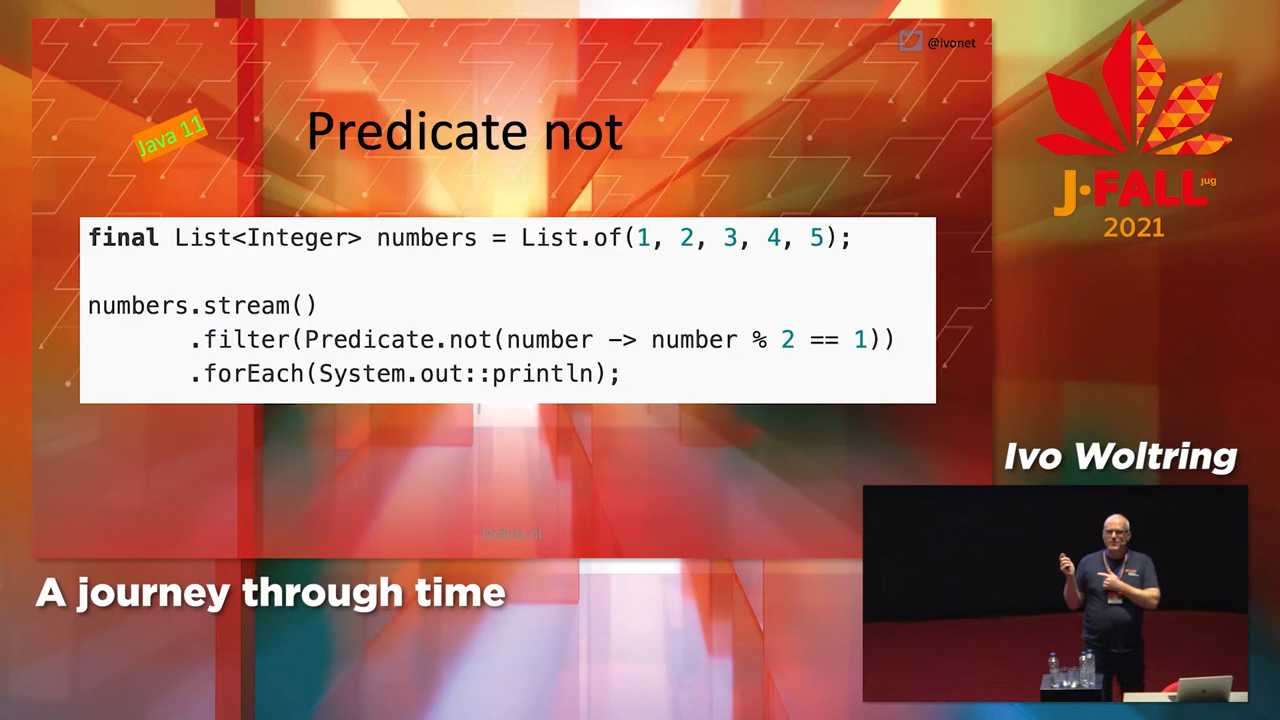 @ivonet
Java 11
Predicate not
final List<Integer> numbers = List.of(1, 2, 3, 4, 5);
numbers.stream()
.filter(Predicate.not(number -> number % 2 == 1))
.forEach(System.out::println);
J•FALL
jug
2021
Ivo Woltring
A journey through time